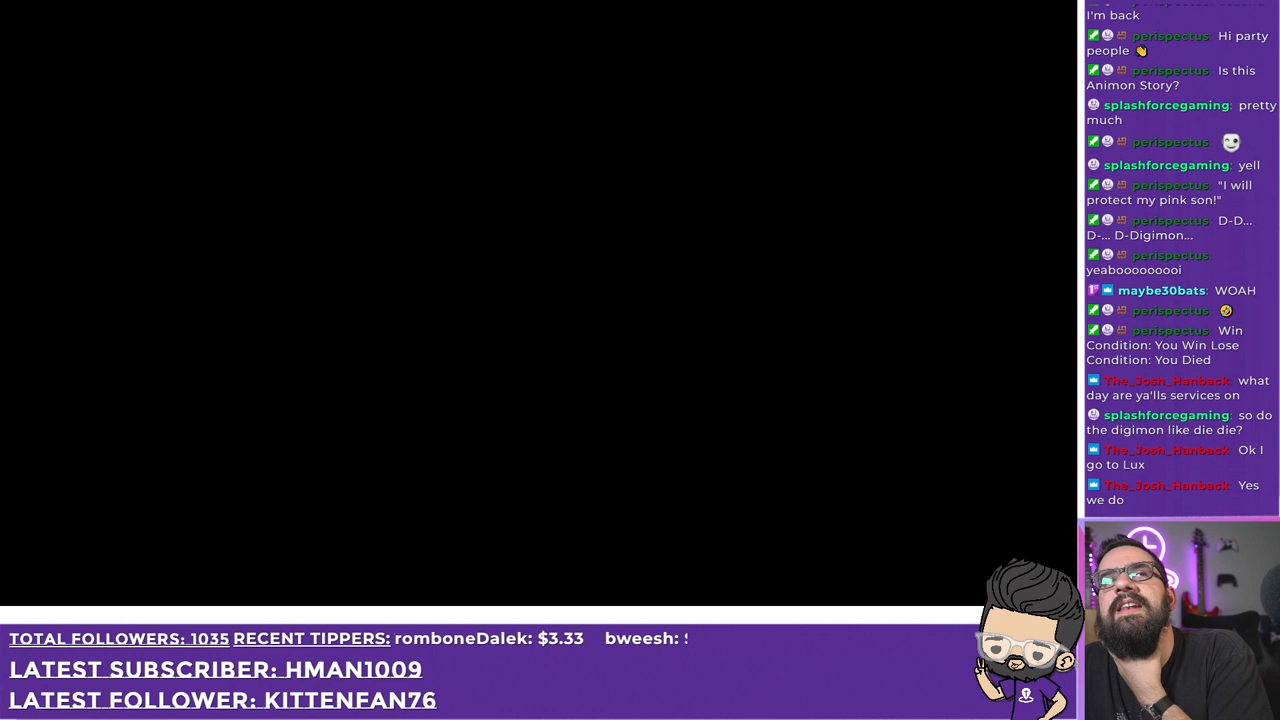 I'm back
perispectus: Hi party
people
perispectus: Is this
Animon Story?
splashforcegaming: pretty
much
perispectus:
splashforcegaming: yell
perispectus: "I will
protect my pink son!"
perispectus: D-D...
D-... D-Digimon...
perispectus:
yeaboooooooi
maybe30bats: WOAH
perispectus:
perispectus: Win
Condition: You Win Lose
Condition: You Died
The_Josh_Hanback: what
day are ya'lls services on
splashforcegaming: so do
the digimon like die die?
The_Josh_Hanback: Ok I
go to Lux
The_Josh_Hanback: Yes
we do
TOTAL FOLLOWERS: 1035 RECENT TIPPERS: romboneDalek: $3.33 bweesh:
LATEST SUBSCRIBER: HMAN1009
LATEST FOLLOWER: KITTENFAN76